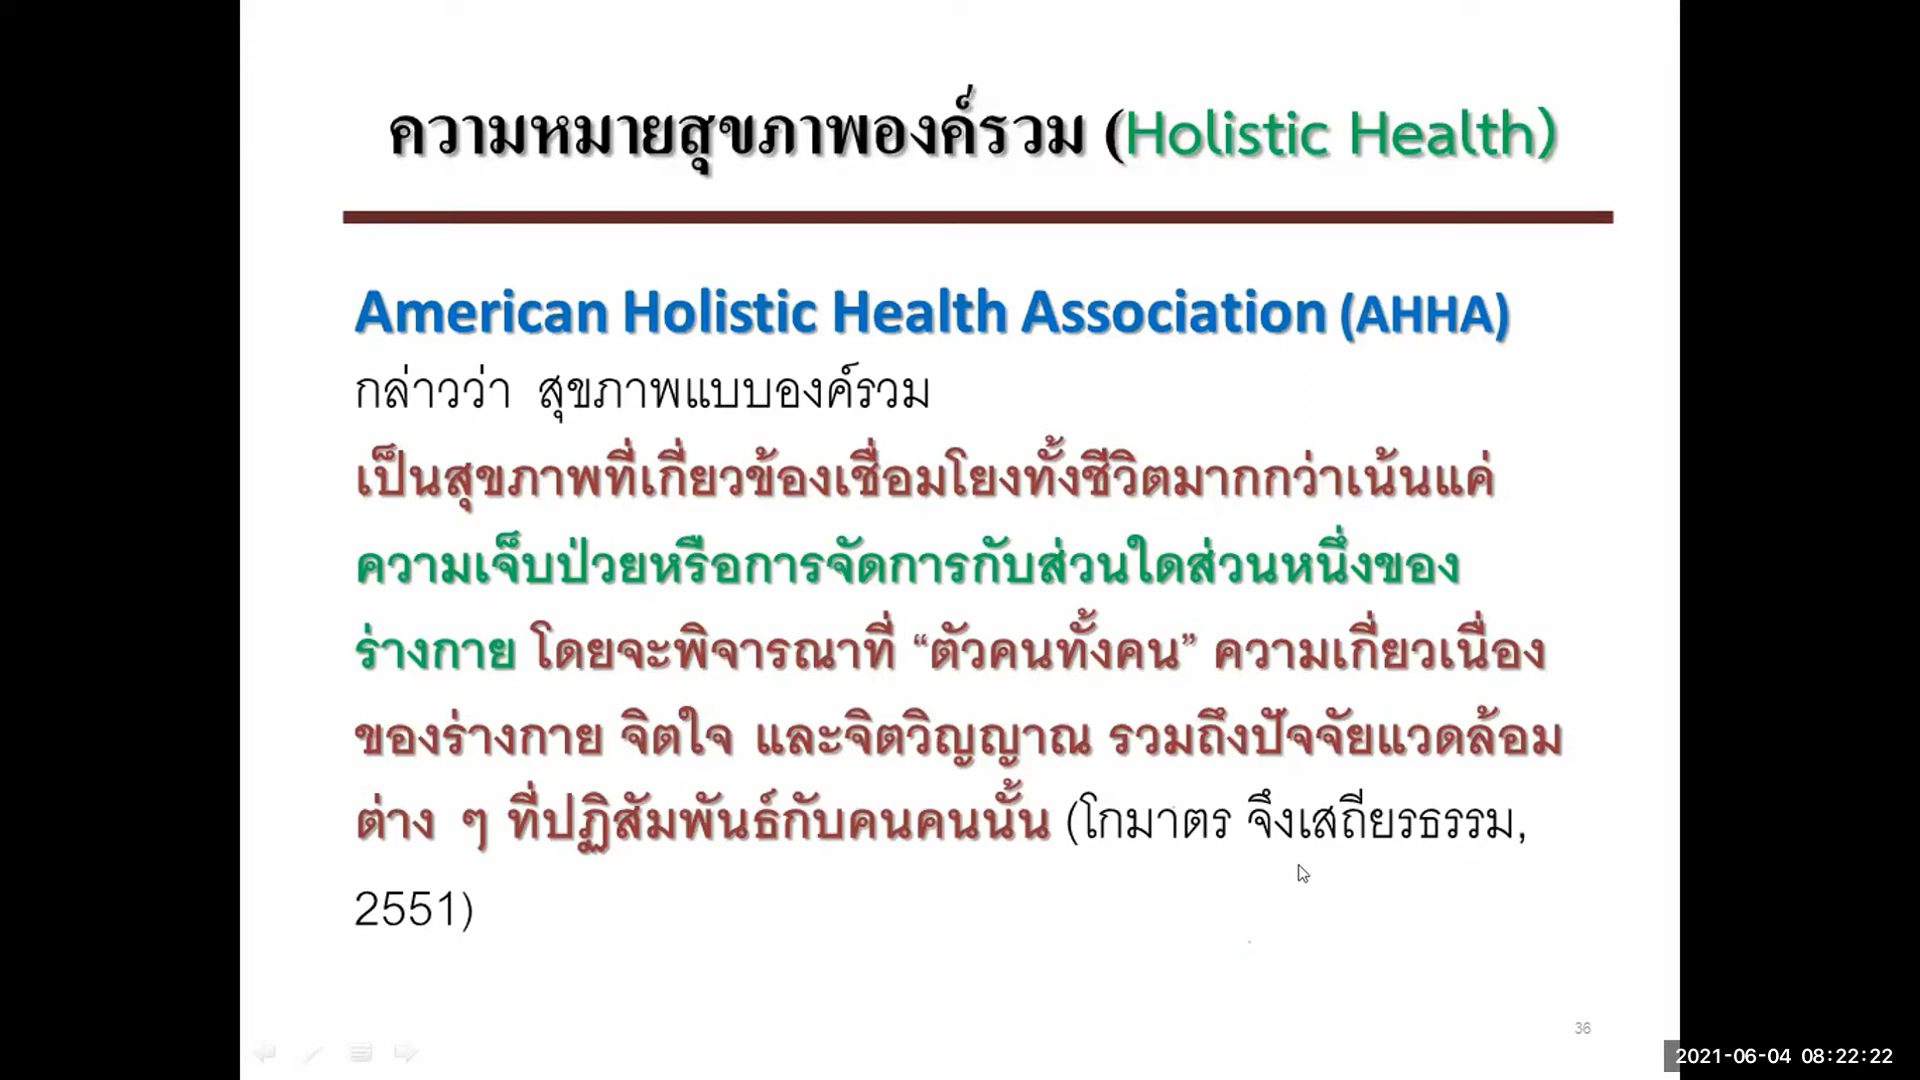 ความหมายสุขภาพองค์รวม (Holistic Health)
American Holistic Health Association (AHHA)
กล่าวว่า สุขภาพแบบองค์รวม
เป็นสุขภาพที่เกี่ยวข้องเชื่อมโยงทั้งชีวิตมากกว่าเน้นแค่
ความเจ็บป่วยหรือการจัดการกับส่วนใดส่วนหนึ่งของ
ร่างกาย โดยจะพิจารณาที่ “ตัวคนทั้งคน” ความเกี่ยวเนื่อง
ของร่างกาย จิตใจ และจิตวิญญาณ รวมถึงปัจจัยแวดล้อม
ต่าง ๆ ที่ปฏิสัมพันธ์กับคนคนนั้น (โกมาตร จึงเสถียรธรรม,
2551)
36
2021-06-04 08:22:22